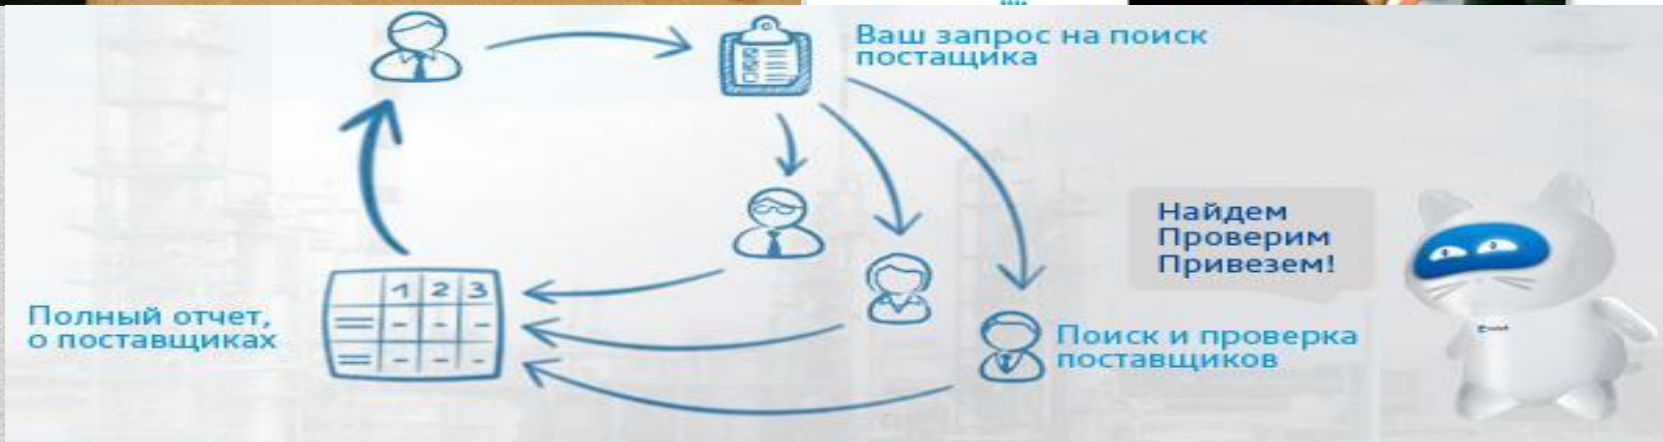 Ваш запрос на поиск
постащика
Найдем
Проверим
Привезем!
1 2 3
Полный отчет,
о поставщиках
Поиск и проверка
поставщиков